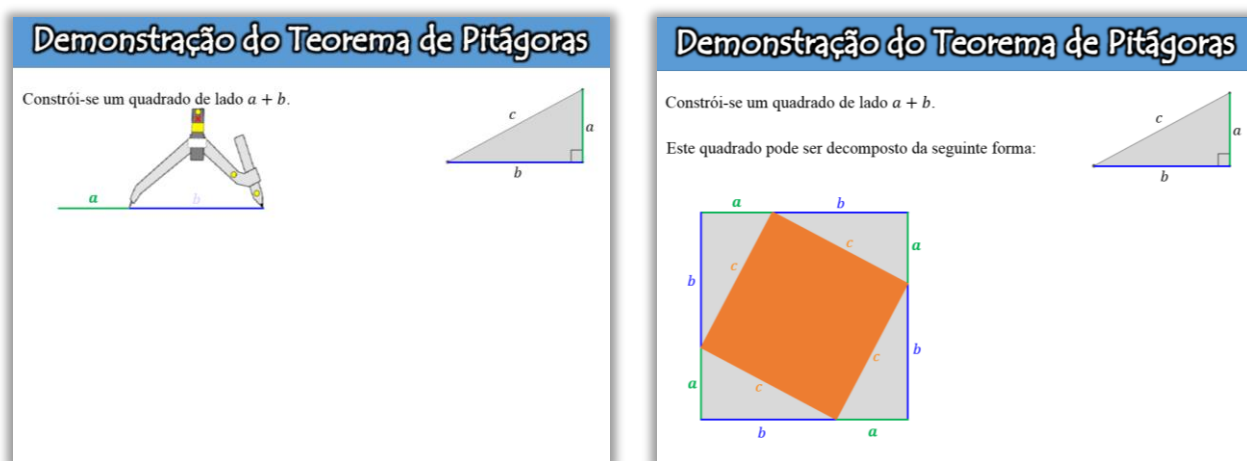 Demonstração do Teorema de Pitágoras
Constrói-se um quadrado de lado a + b.
c
a
b
a
b
Demonstração do Teorema de Pitágoras
Constrói-se um quadrado de lado a + b.
Este quadrado pode ser decomposto da seguinte forma:
c
a
b
a
b
c
a
c
b
c
b
a
c
b
a